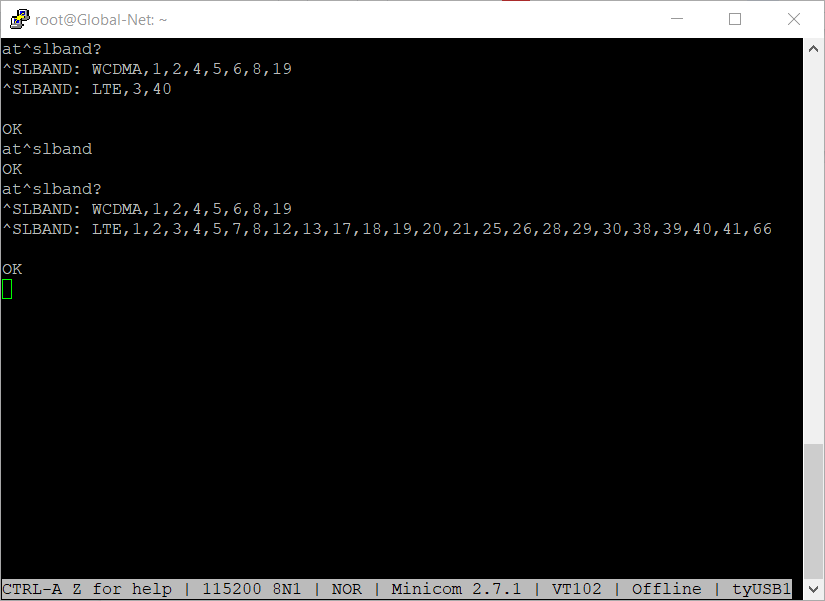 root@Global-Net: ~
at^slband?
^SLBAND: WCDMA,1,2,4,5,6,8,19
^SLBAND: LTE,3,40
OK
at^slband
OK
at^slband?
^SLBAND: WCDMA,1,2,4,5,6,8,19
^SLBAND: LTE,1,2,3,4,5,7,8,12,13,17,18,19,20,21,25,26,28,29,30,38,39,40,41,66
OK
CTRL-A Z for help | 115200 8N1 | NOR | Minicom 2.7.1 | VT102 | Offline | tyUSB1